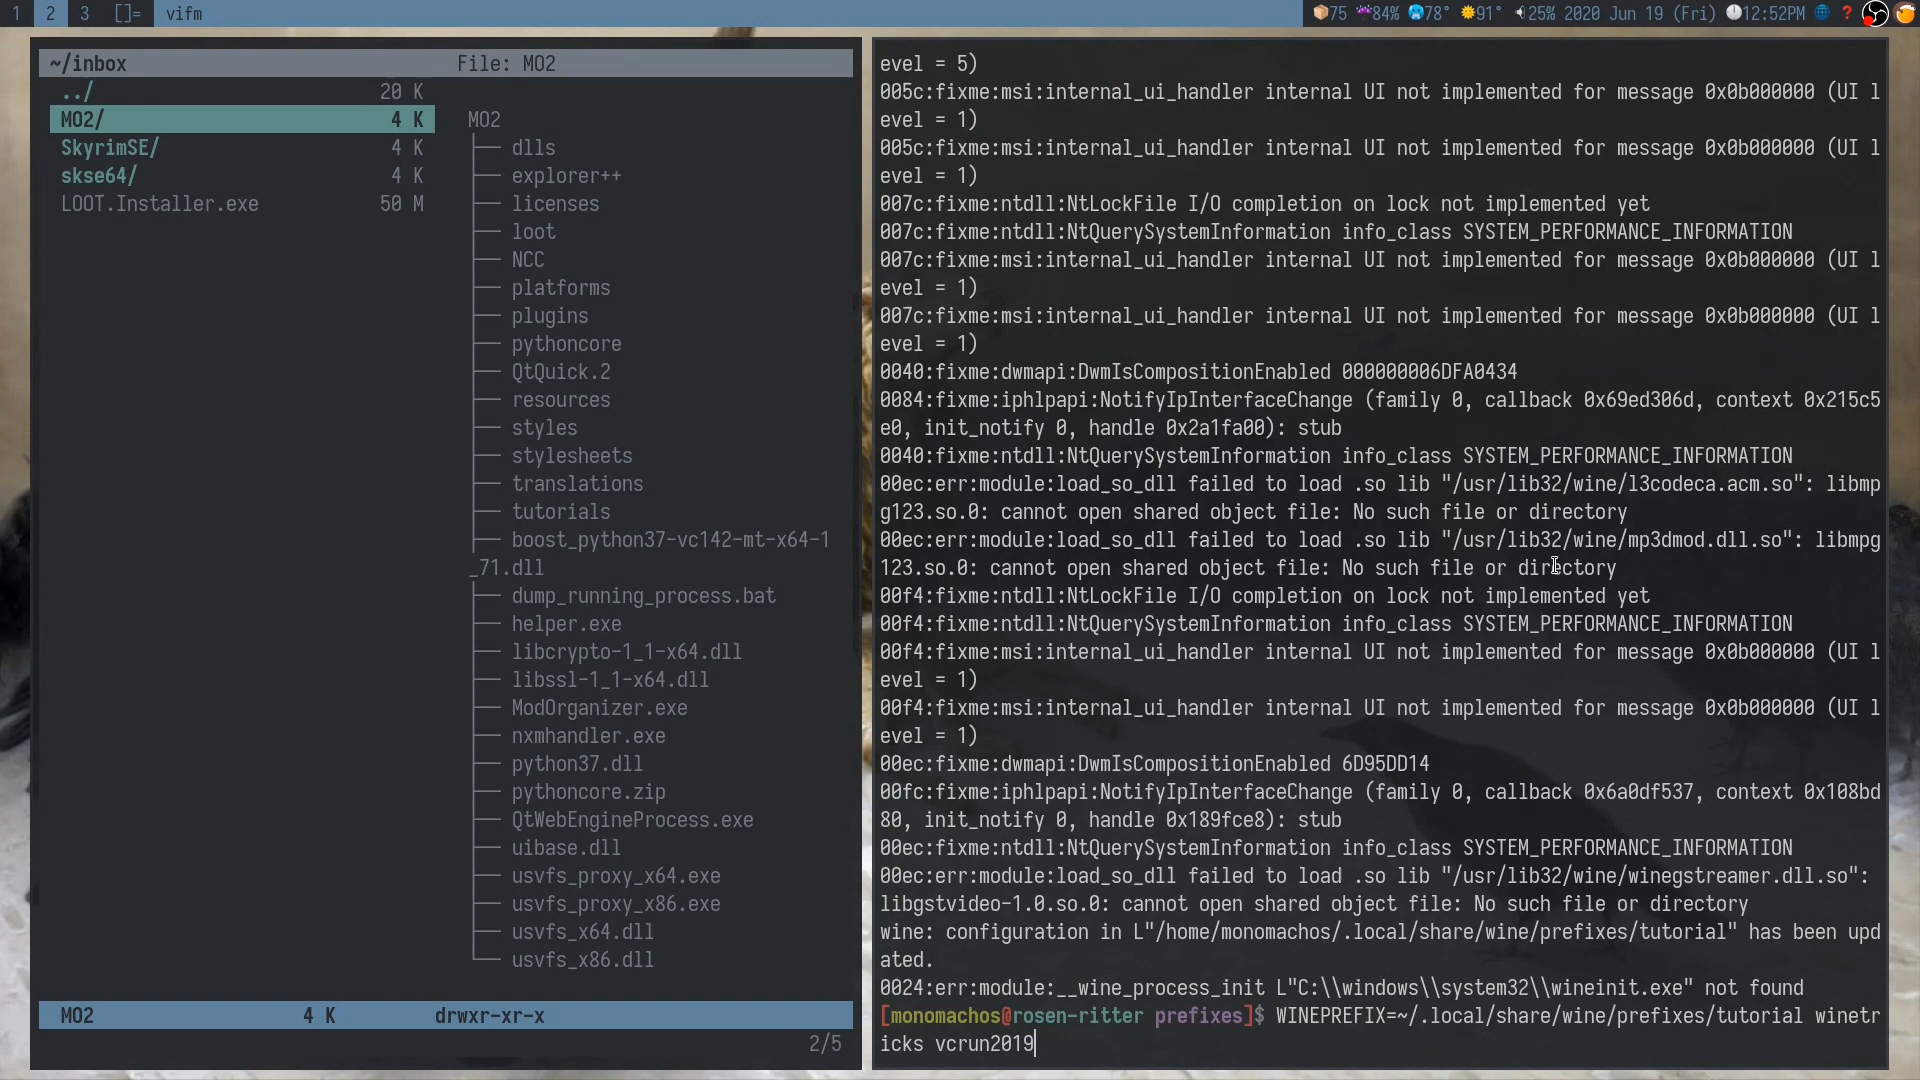 1 2 3 []= vifm
75 84% 78° 91° 25% 2020 Jun 19 (Fri) 12:52PM ?
~/inbox File: MO2
../ 20 K
MO2/ 4 K
SkyrimSE/ 4 K
skse64/ 4 K
LOOT.Installer.exe 50 M
MO2
├── dlls
├── explorer++
├── licenses
├── loot
├── NCC
├── platforms
├── plugins
├── pythoncore
├── QtQuick.2
├── resources
├── styles
├── stylesheets
├── translations
├── tutorials
├── boost_python37-vc142-mt-x64-1
_71.dll
├── dump_running_process.bat
├── helper.exe
├── libcrypto-1_1-x64.dll
├── libssl-1_1-x64.dll
├── ModOrganizer.exe
├── nxmhandler.exe
├── python37.dll
├── pythoncore.zip
├── QtWebEngineProcess.exe
├── uibase.dll
├── usvfs_proxy_x64.exe
├── usvfs_proxy_x86.exe
├── usvfs_x64.dll
└── usvfs_x86.dll
MO2 4 K drwxr-xr-x
2/5
evel = 5)
005c:fixme:msi:internal_ui_handler internal UI not implemented for message 0x0b000000 (UI l
evel = 1)
005c:fixme:msi:internal_ui_handler internal UI not implemented for message 0x0b000000 (UI l
evel = 1)
007c:fixme:ntdll:NtLockFile I/O completion on lock not implemented yet
007c:fixme:ntdll:NtQuerySystemInformation info_class SYSTEM_PERFORMANCE_INFORMATION
007c:fixme:msi:internal_ui_handler internal UI not implemented for message 0x0b000000 (UI l
evel = 1)
007c:fixme:msi:internal_ui_handler internal UI not implemented for message 0x0b000000 (UI l
evel = 1)
0040:fixme:dwmapi:DwmIsCompositionEnabled 000000006DFA0434
0084:fixme:iphlpapi:NotifyIpInterfaceChange (family 0, callback 0x69ed306d, context 0x215c5
e0, init_notify 0, handle 0x2a1fa00): stub
0040:fixme:ntdll:NtQuerySystemInformation info_class SYSTEM_PERFORMANCE_INFORMATION
00ec:err:module:load_so_dll failed to load .so lib "/usr/lib32/wine/l3codeca.acm.so": libmp
g123.so.0: cannot open shared object file: No such file or directory
00ec:err:module:load_so_dll failed to load .so lib "/usr/lib32/wine/mp3dmod.dll.so": libmpg
123.so.0: cannot open shared object file: No such file or directory
00f4:fixme:ntdll:NtLockFile I/O completion on lock not implemented yet
00f4:fixme:ntdll:NtQuerySystemInformation info_class SYSTEM_PERFORMANCE_INFORMATION
00f4:fixme:msi:internal_ui_handler internal UI not implemented for message 0x0b000000 (UI l
evel = 1)
00f4:fixme:msi:internal_ui_handler internal UI not implemented for message 0x0b000000 (UI l
evel = 1)
00ec:fixme:dwmapi:DwmIsCompositionEnabled 6D95DD14
00fc:fixme:iphlpapi:NotifyIpInterfaceChange (family 0, callback 0x6a0df537, context 0x108bd
80, init_notify 0, handle 0x189fce8): stub
00ec:fixme:ntdll:NtQuerySystemInformation info_class SYSTEM_PERFORMANCE_INFORMATION
00ec:err:module:load_so_dll failed to load .so lib "/usr/lib32/wine/winegstreamer.dll.so":
libgstvideo-1.0.so.0: cannot open shared object file: No such file or directory
wine: configuration in L"/home/monomachos/.local/share/wine/prefixes/tutorial" has been upd
ated.
0024:err:module:__wine_process_init L"C:\\windows\\system32\\wineinit.exe" not found
[monomachos@rosen-ritter prefixes]$ WINEPREFIX=~/.local/share/wine/prefixes/tutorial winetr
icks vcrun2019